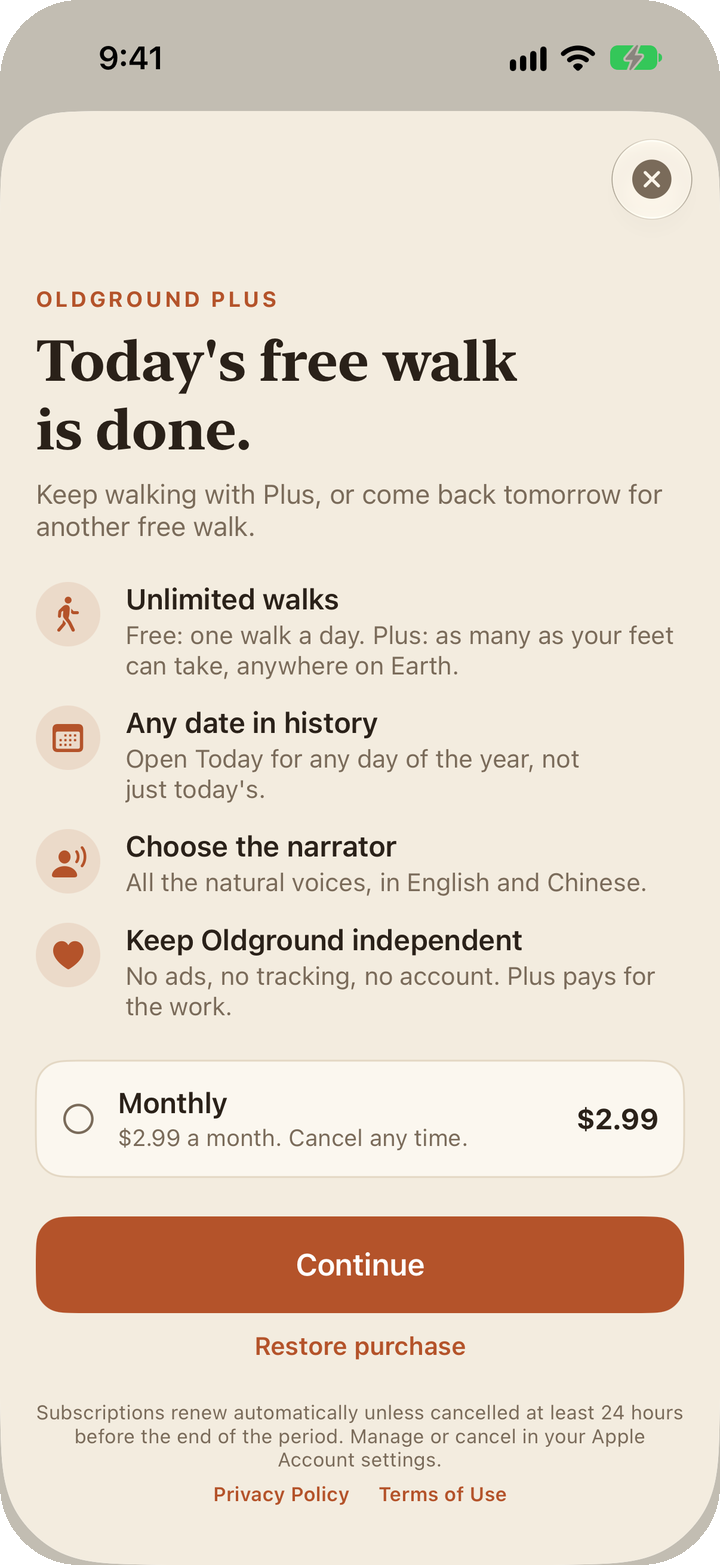 9:41
OLDGROUND PLUS
Today's free walk
is done.
Keep walking with Plus, or come back tomorrow for
another free walk.
Unlimited walks
Free: one walk a day. Plus: as many as your feet
can take, anywhere on Earth.
Any date in history
Open Today for any day of the year, not
just today's.
Choose the narrator
All the natural voices, in English and Chinese.
Keep Oldground independent
No ads, no tracking, no account. Plus pays for
the work.
Monthly
$2.99 a month. Cancel any time.
$2.99
Continue
Restore purchase
Subscriptions renew automatically unless cancelled at least 24 hours
before the end of the period. Manage or cancel in your Apple
Account settings.
Privacy Policy Terms of Use